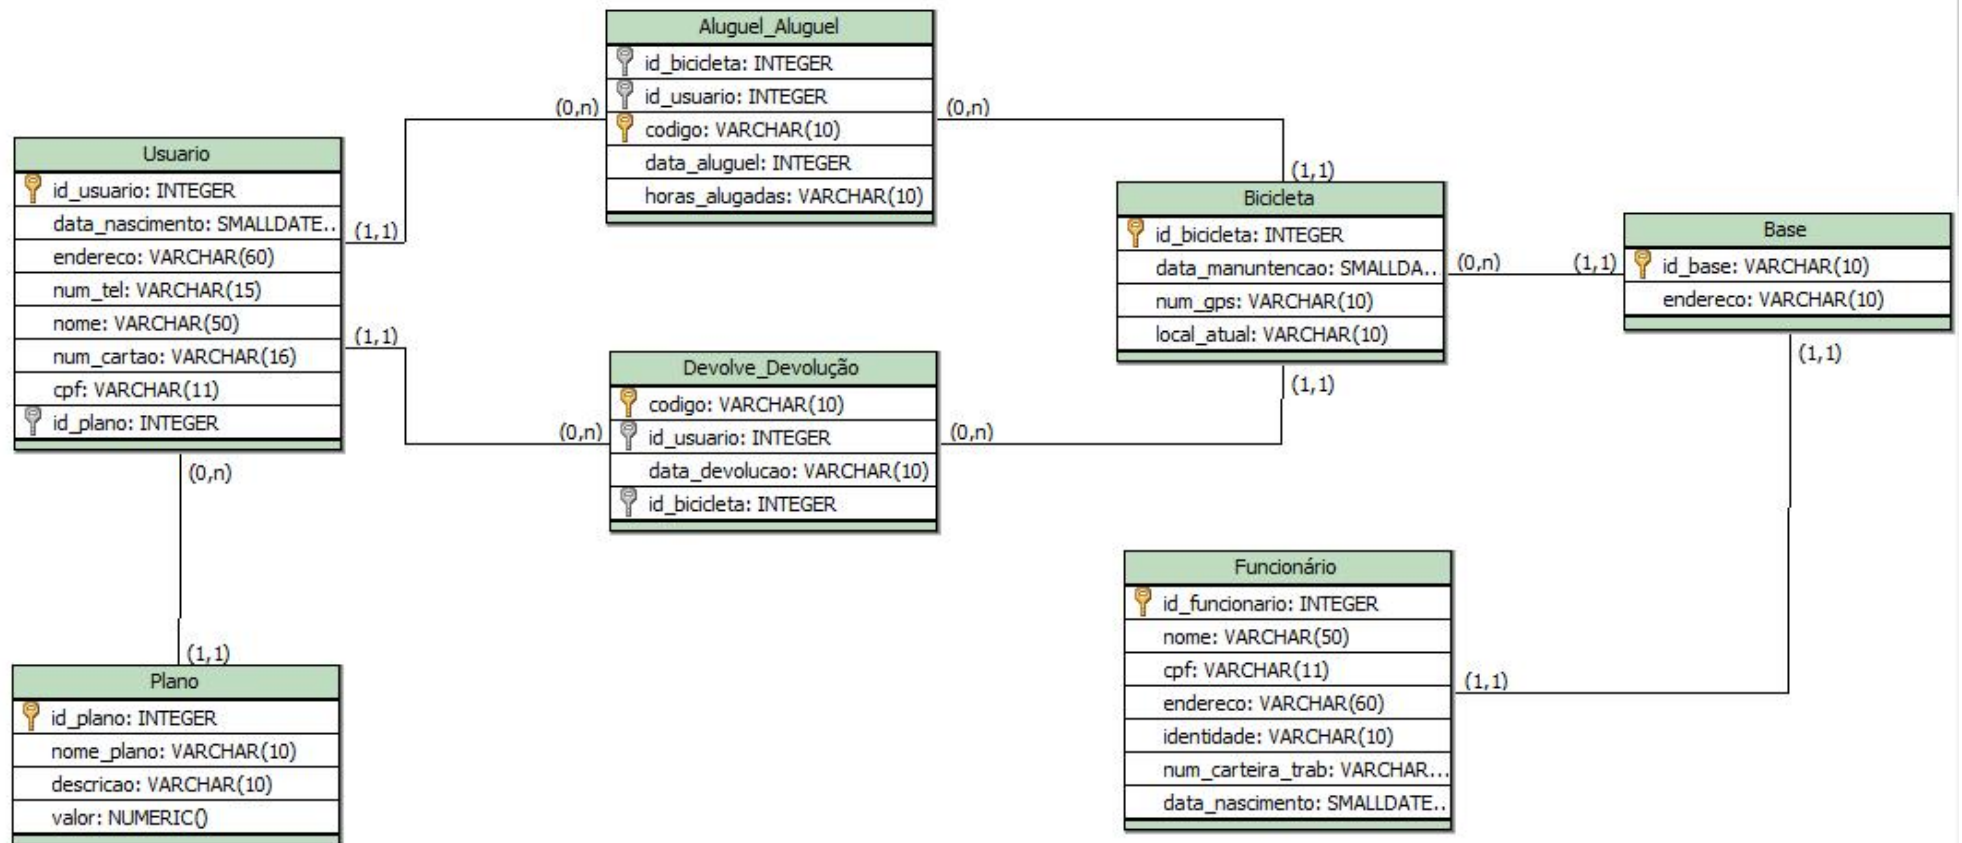 Aluguel_Aluguel
id_bicicleta: INTEGER
id_usuario: INTEGER
codigo: VARCHAR(10)
data_aluguel: INTEGER
horas_alugadas: VARCHAR(10)
(0,n)
(0,n)
Usuario
id_usuario: INTEGER
data_nascimento: SMALLDATE..
endereco: VARCHAR(60)
num_tel: VARCHAR(15)
nome: VARCHAR(50)
num_cartao: VARCHAR(16)
cpf: VARCHAR(11)
id_plano: INTEGER
(1,1)
(1,1)
(0,n)
(1,1)
Bicicleta
id_bicicleta: INTEGER
data_manuntencao: SMALLDA...
num_gps: VARCHAR(10)
local_atual: VARCHAR(10)
(1,1)
(0,n)
(1,1)
Base
id_base: VARCHAR(10)
endereco: VARCHAR(10)
(1,1)
Devolve_Devolução
codigo: VARCHAR(10)
id_usuario: INTEGER
data_devolucao: VARCHAR(10)
id_bicicleta: INTEGER
(0,n)
(0,n)
Funcionário
id_funcionario: INTEGER
nome: VARCHAR(50)
cpf: VARCHAR(11)
endereco: VARCHAR(60)
identidade: VARCHAR(10)
num_carteira_trab: VARCHAR...
data_nascimento: SMALLDATE..
(1,1)
(1,1)
Plano
id_plano: INTEGER
nome_plano: VARCHAR(10)
descricao: VARCHAR(10)
valor: NUMERIC()